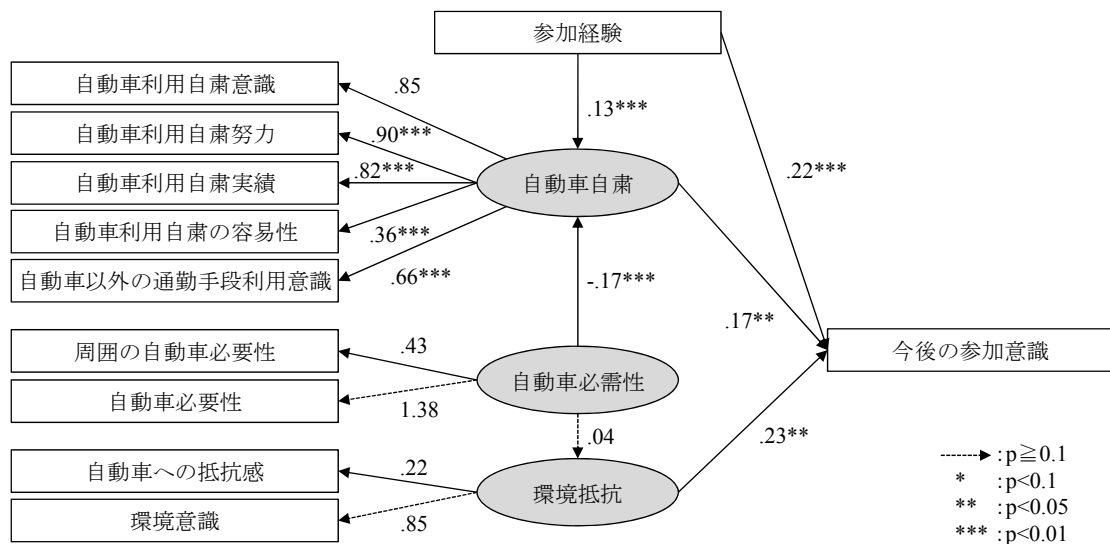 参加経験
自動車利用自粛意識
.85
.13***
自動車利用自粛努力
.90***
.22***
自動車利用自粛実績
.82***
自動車自粛
自動車利用自粛の容易性
.36***
自動車以外の通勤手段利用意識
.66***
-.17***
.17**
周囲の自動車必要性
.43
今後の参加意識
自動車必需性
自動車必要性
1.38
.04
.23**
自動車への抵抗感
.22
環境抵抗
環境意識
.85
:p≧0.1
* :p<0.1
** :p<0.05
*** :p<0.01